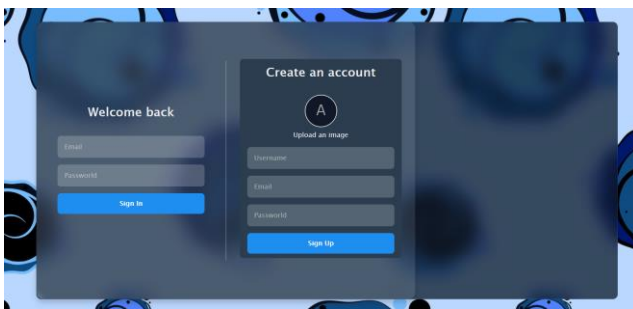 Welcome back
Email
Passworld
Sign In
Create an account
A
Upload an image
Username
Email
Passworld
Sign Up